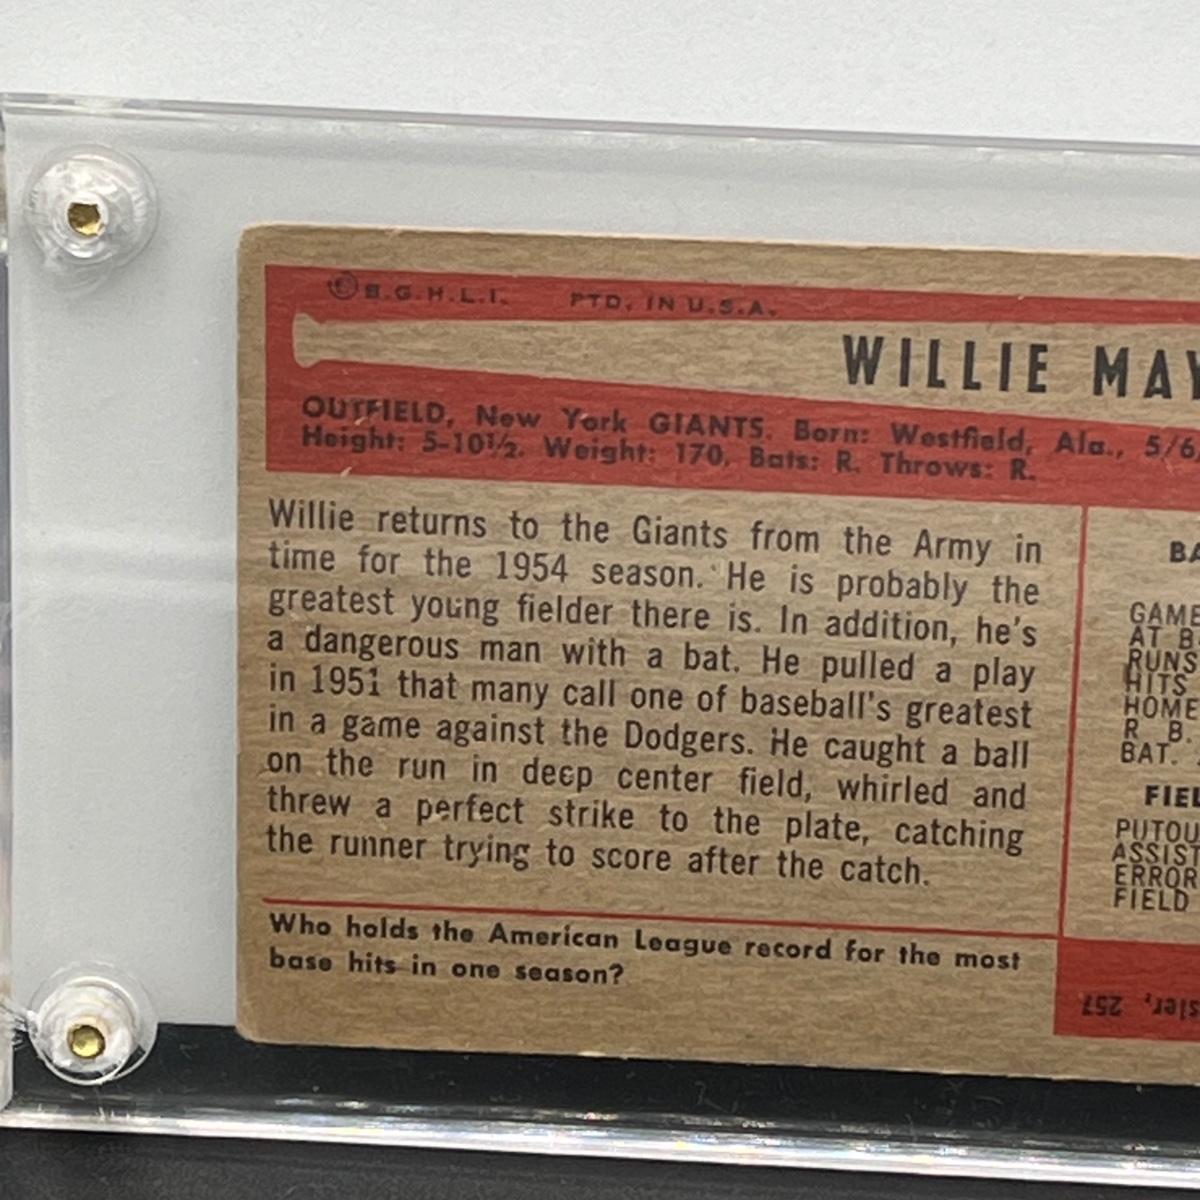 © B.G.H.L.I. PTD. IN U.S.A.
WILLIE MAY
OUTFIELD, New York GIANTS. Born: Westfield, Ala., 5/6/
Height: 5-10½. Weight: 170. Bats: R. Throws: R.
Willie returns to the Giants from the Army in
time for the 1954 season. He is probably the
greatest young fielder there is. In addition, he's
a dangerous man with a bat. He pulled a play
in 1951 that many call one of baseball's greatest
in a game against the Dodgers. He caught a ball
on the run in deep center field, whirled and
threw a perfect strike to the plate, catching
the runner trying to score after the catch.
Who holds the American League record for the most
base hits in one season?
BA
GAME
AT B
RUNS
HITS
HOME
R. B.
BAT.
FIEL
PUTOU
ASSIST
ERROR
FIELD
sler, 257